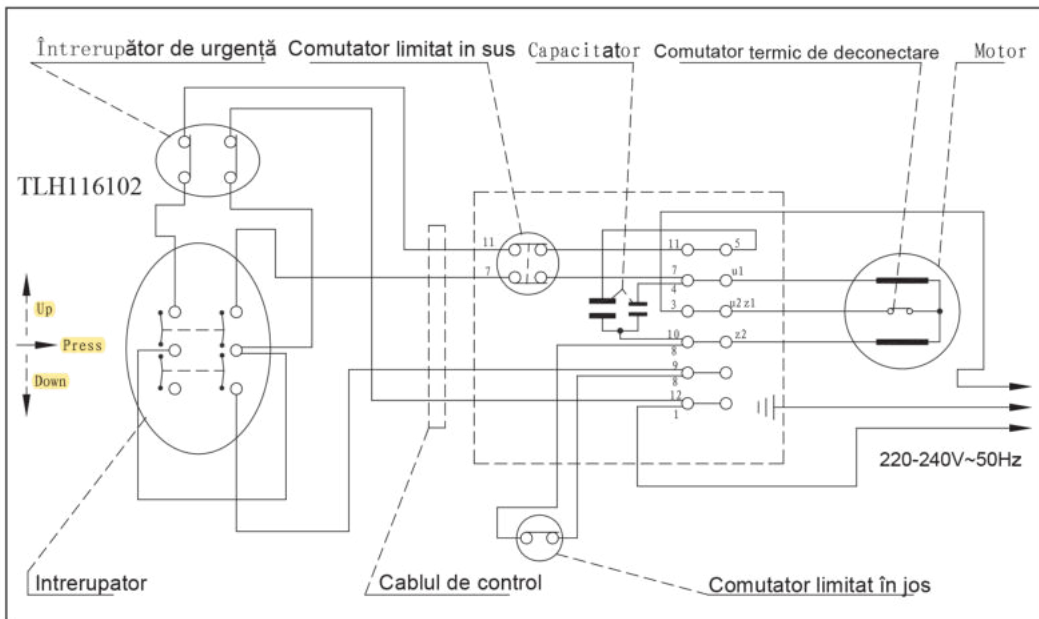 Întrerupător de urgență Comutator limitat in sus Capacitator Comutator termic de deconectare Motor
TLH116102
11
7
11 5
7 u1
4
3 u2 z1
10 z2
8
9
8
12
1
Up
Press
Down
220-240V~50Hz
Intrerupator Cablul de control Comutator limitat în jos